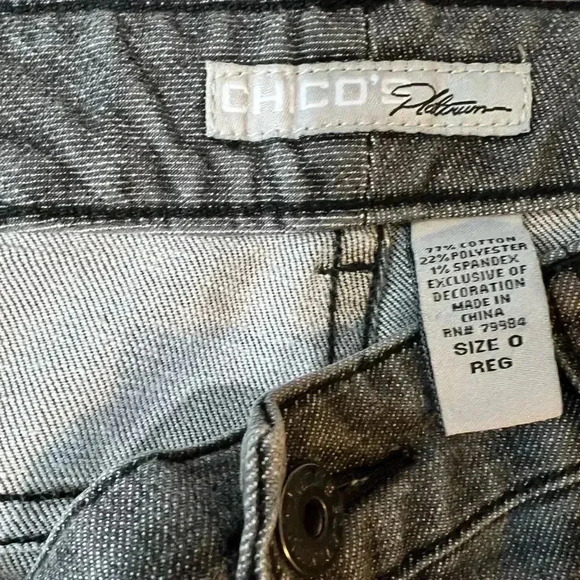 CHICO'S Platinum
77% COTTON
22% POLYESTER
1% SPANDEX
EXCLUSIVE OF
DECORATION
MADE IN
CHINA
RN# 79984
SIZE 0
REG